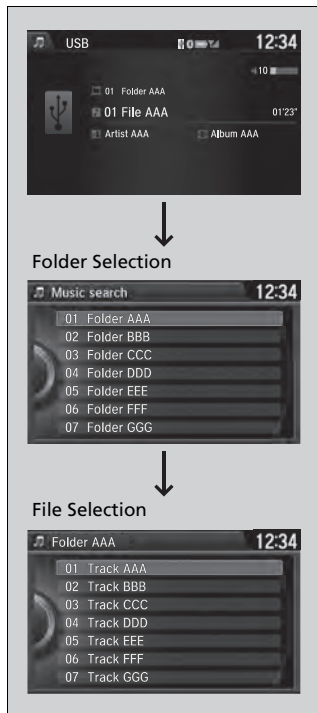 USB 12:34
10
01 Folder AAA
01 File AAA 01'23"
Artist AAA Album AAA
Folder Selection
Music search 12:34
01 Folder AAA
02 Folder BBB
03 Folder CCC
04 Folder DDD
05 Folder EEE
06 Folder FFF
07 Folder GGG
File Selection
Folder AAA 12:34
01 Track AAA
02 Track BBB
03 Track CCC
04 Track DDD
05 Track EEE
06 Track FFF
07 Track GGG